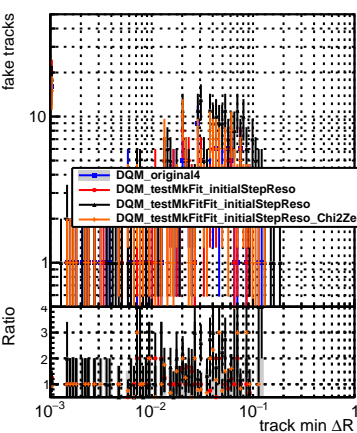 fake tracks
10
1
DQM_original4
DQM_testMkFit_initialStepReso
DQM_testMkFitFit_initialStepReso
DQM_testMkFitFit_initialStepReso_Chi2Ze
Ratio
4
3
2
1
10⁻³ 10⁻² 10⁻¹ 1
track min ΔR